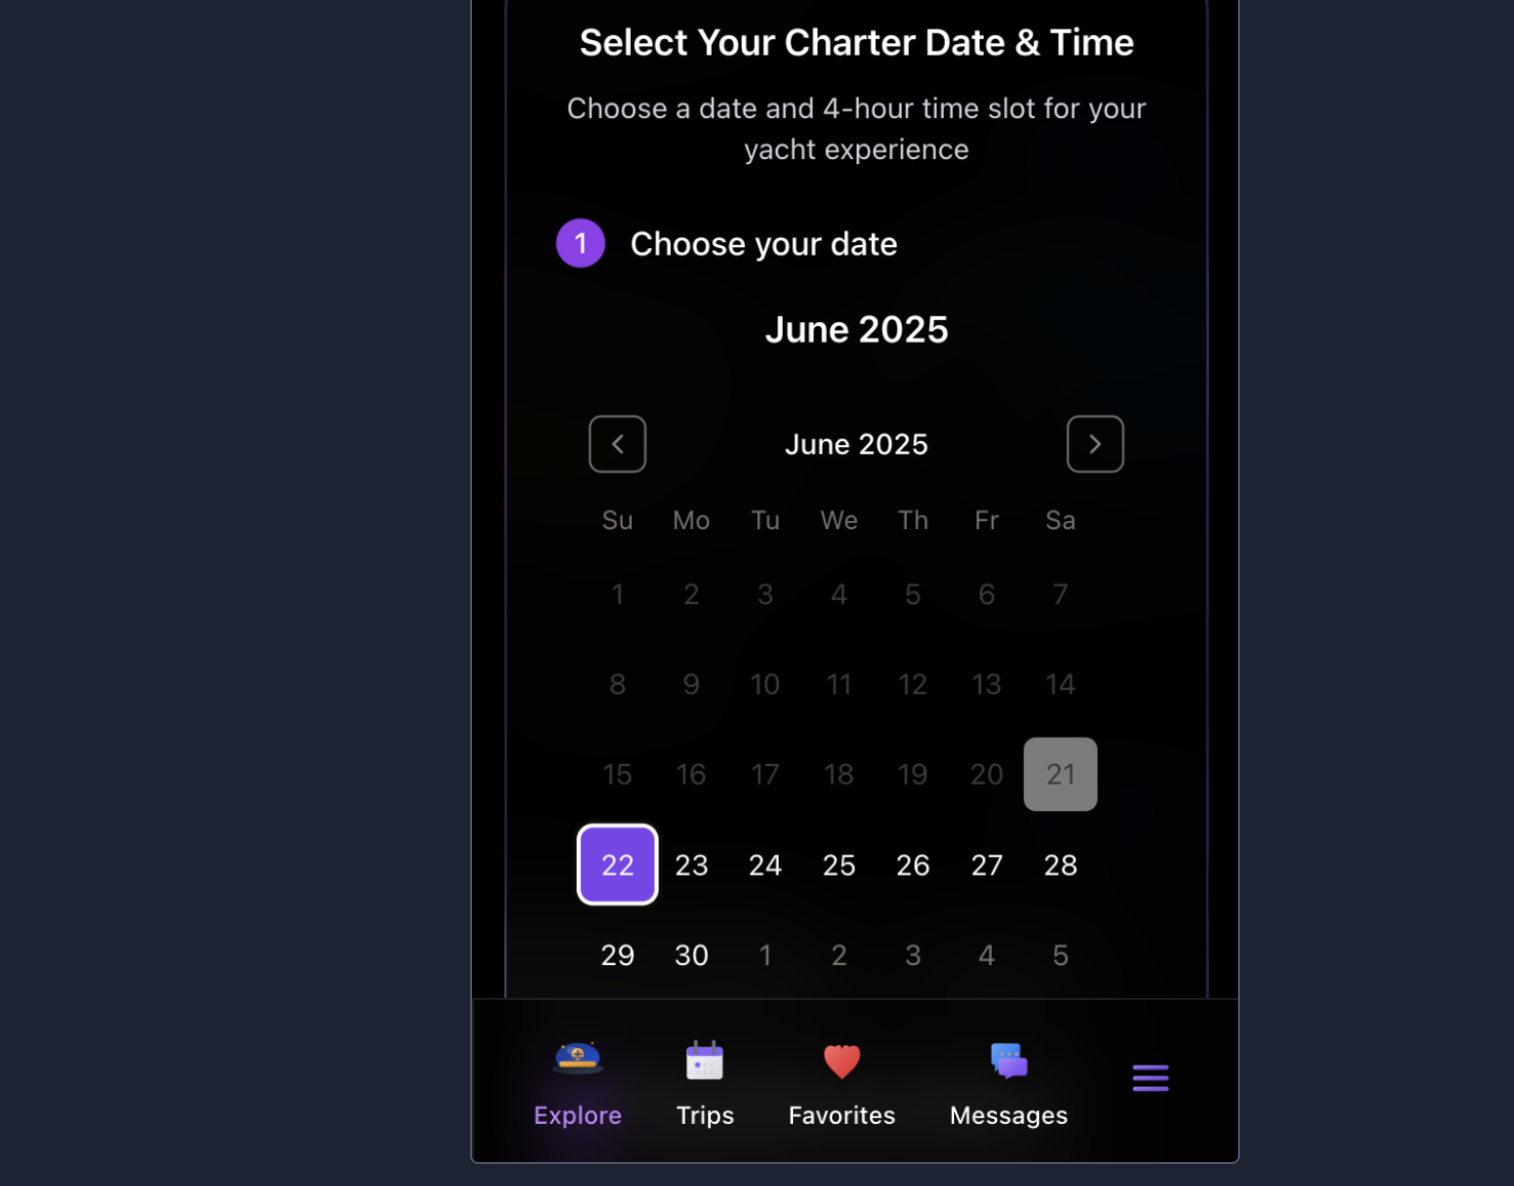 Select Your Charter Date & Time
Choose a date and 4-hour time slot for your
yacht experience
1 Choose your date
June 2025
June 2025
Su Mo Tu We Th Fr Sa
1 2 3 4 5 6 7
8 9 10 11 12 13 14
15 16 17 18 19 20 21
22 23 24 25 26 27 28
29 30 1 2 3 4 5
Explore Trips Favorites Messages